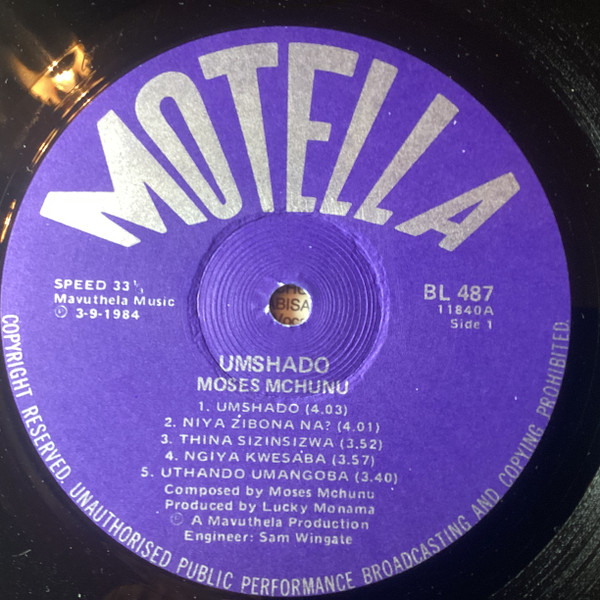 MOTELLA
SPEED 33⅓
Mavuthela Music
Ⓟ 3-9-1984
BL 487
11840A
Side 1
BISA
UMSHADO
MOSES MCHUNU
1. UMSHADO (4.03)
2. NIYA ZIBONA NA? (4.01)
3. THINA SIZINSIZWA (3.52)
4. NGIYA KWESABA (3.57)
5. UTHANDO UMANGOBA (3.40)
Composed by Moses Mchunu
Produced by Lucky Monama
Ⓟ A Mavuthela Production
Engineer: Sam Wingate
COPYRIGHT RESERVED. UNAUTHORISED PUBLIC PERFORMANCE BROADCASTING AND COPYING PROHIBITED.